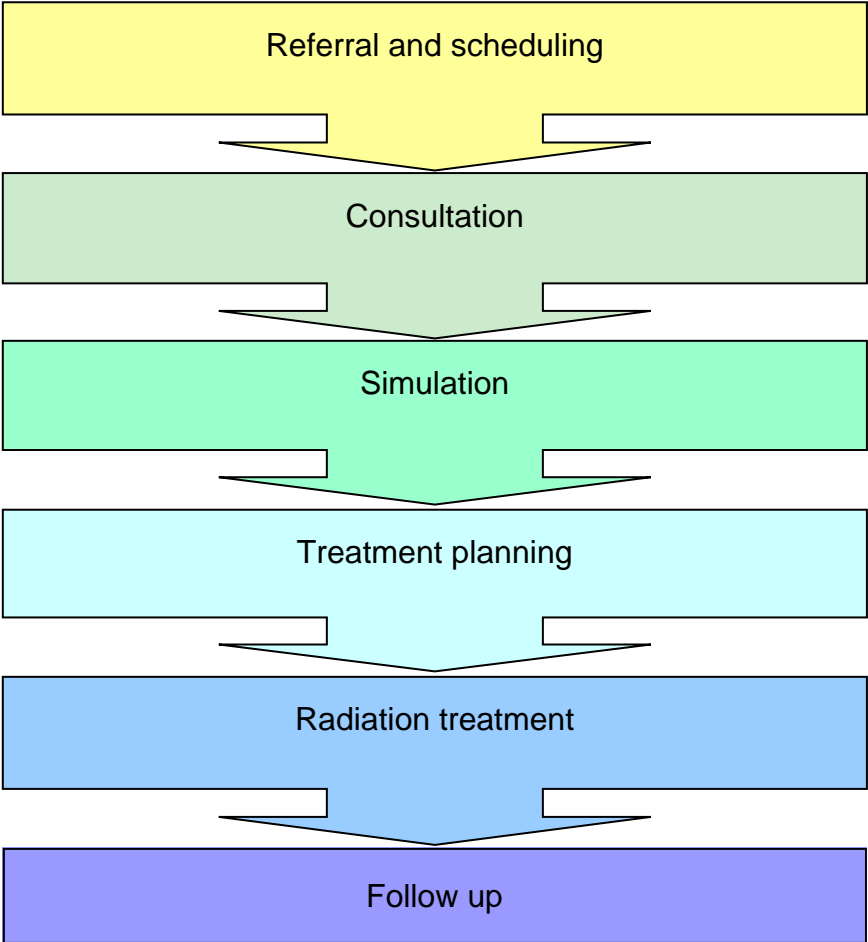 Referral and scheduling
Consultation
Simulation
Treatment planning
Radiation treatment
Follow up